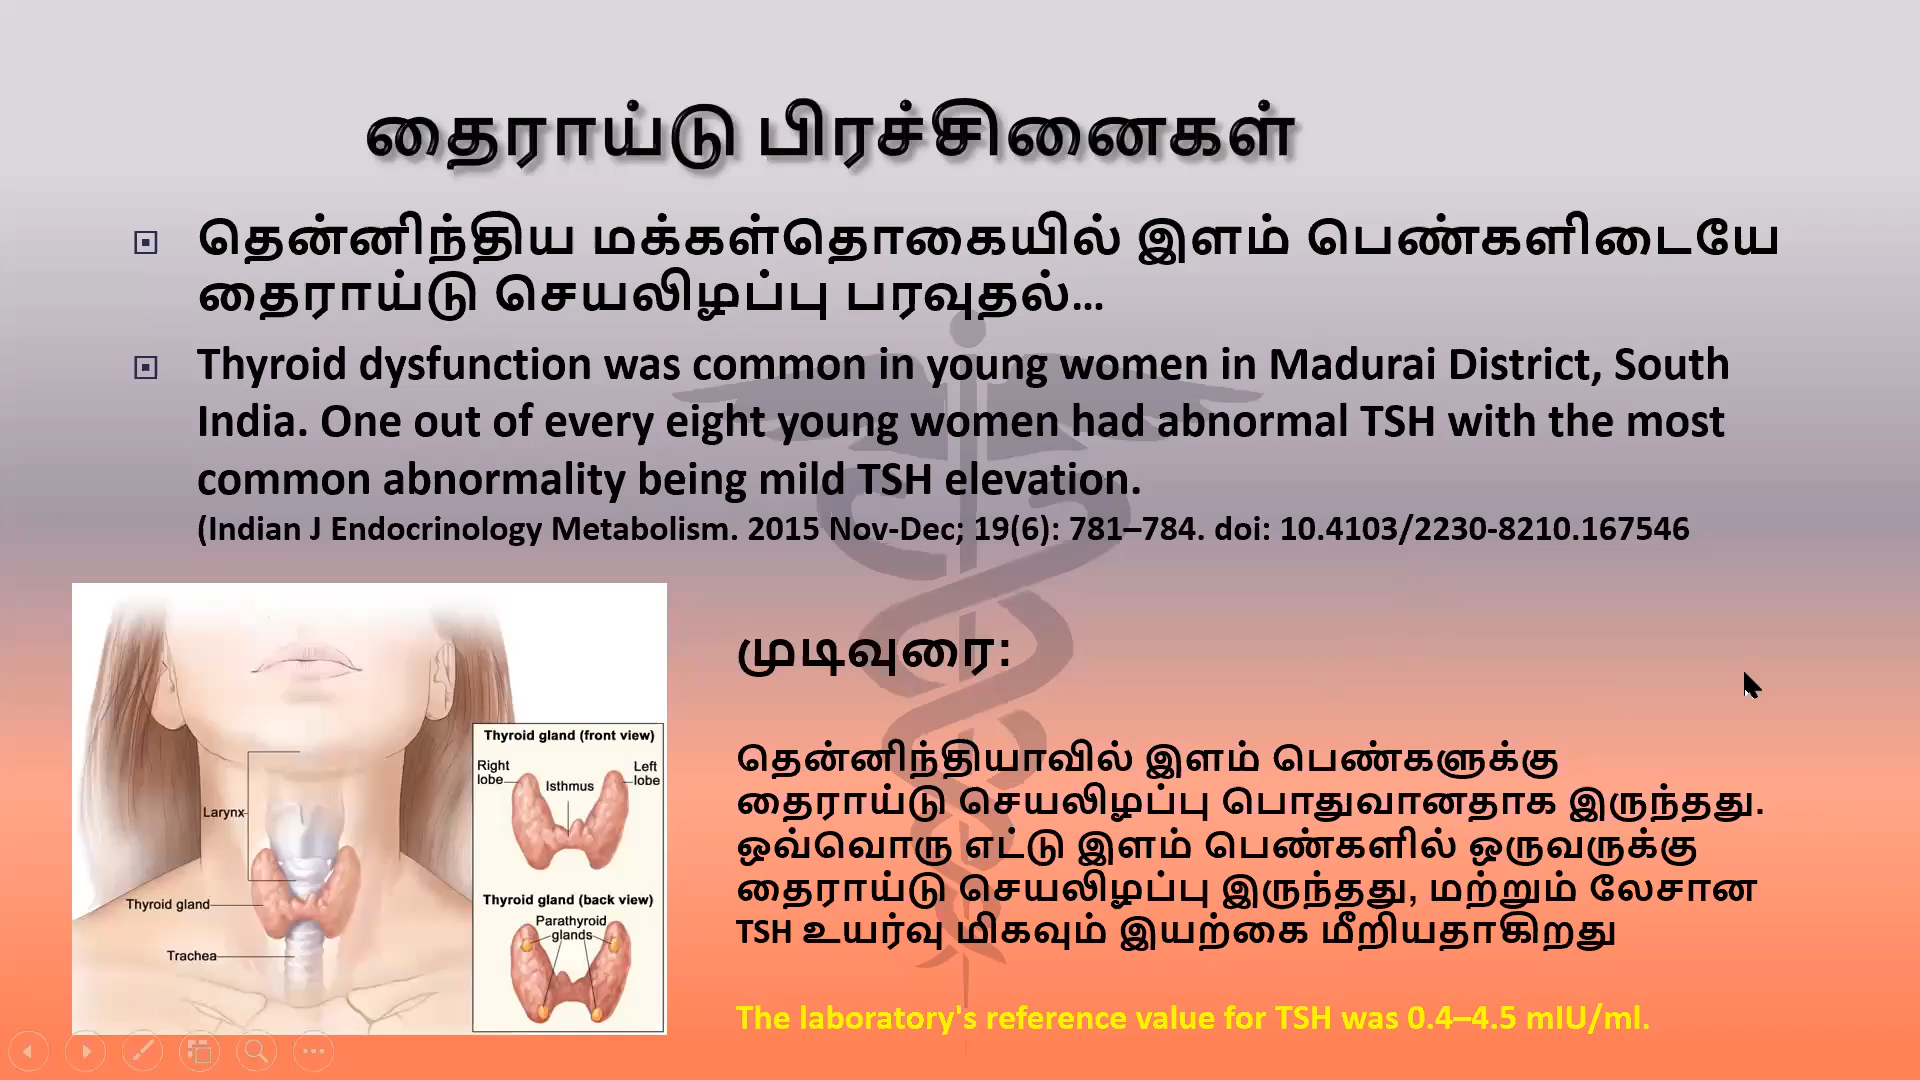 தைராய்டு பிரச்சினைகள்
தென்னிந்திய மக்கள்தொகையில் இளம் பெண்களிடையே
தைராய்டு செயலிழப்பு பரவுதல்...
Thyroid dysfunction was common in young women in Madurai District, South
India. One out of every eight young women had abnormal TSH with the most
common abnormality being mild TSH elevation.
(Indian J Endocrinology Metabolism. 2015 Nov-Dec; 19(6): 781–784. doi: 10.4103/2230-8210.167546
Larynx
Thyroid gland
Trachea
Thyroid gland (front view)
Right
lobe
Isthmus
Left
lobe
Thyroid gland (back view)
Parathyroid
glands
முடிவுரை:
தென்னிந்தியாவில் இளம் பெண்களுக்கு
தைராய்டு செயலிழப்பு பொதுவானதாக இருந்தது.
ஒவ்வொரு எட்டு இளம் பெண்களில் ஒருவருக்கு
தைராய்டு செயலிழப்பு இருந்தது, மற்றும் லேசான
TSH உயர்வு மிகவும் இயற்கை மீறியதாகிறது
The laboratory's reference value for TSH was 0.4–4.5 mIU/ml.